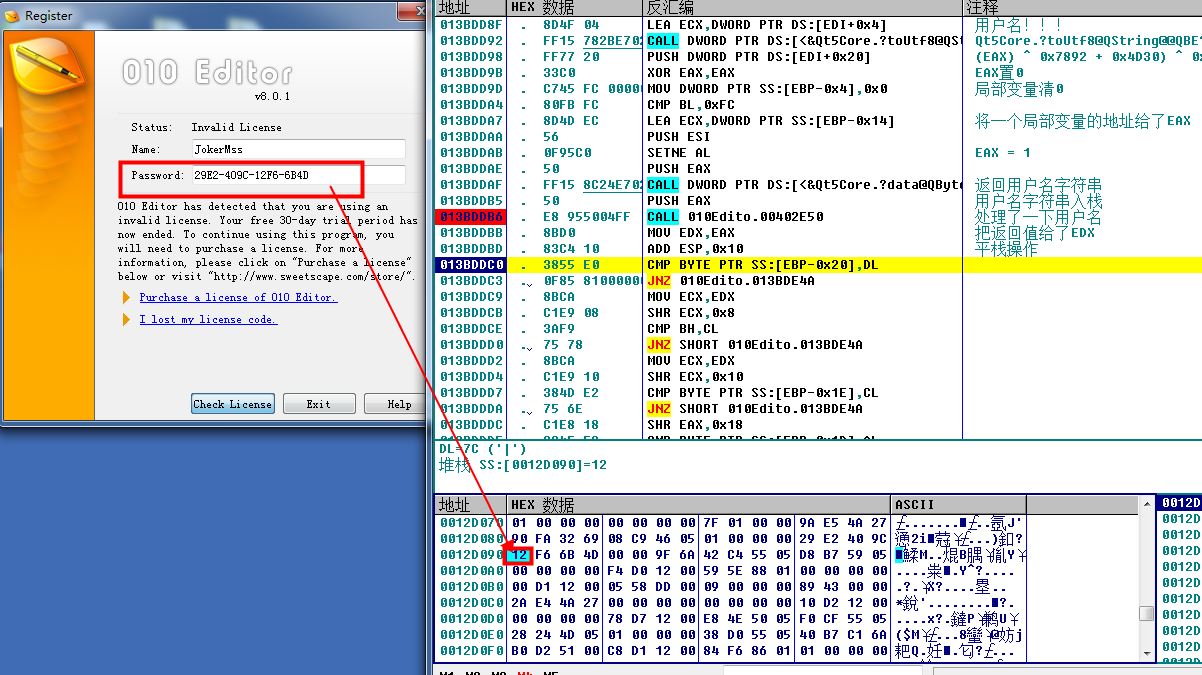 Register
010 Editor
v8.0.1
Status: Invalid License
Name: JokerMss
Password: 29E2-409C-12F6-6B4D
010 Editor has detected that you are using an
invalid license. Your free 30-day trial period has
now ended. To continue using this program, you
will need to purchase a license. For more
information, please click on "Purchase a License"
below or visit "http://www.sweetscape.com/store/".
Purchase a license of 010 Editor.
I lost my license code.
Check License Exit Help
地址 HEX 数据 反汇编 注释
013BDD8F . 8D4F 04 LEA ECX,DWORD PTR DS:[EDI+0x4] 用户名！！！
013BDD92 . FF15 782BE702 CALL DWORD PTR DS:[<&Qt5Core.?toUtf8@QSt Qt5Core.?toUtf8@QString@@QBE?
013BDD98 . FF77 20 PUSH DWORD PTR DS:[EDI+0x20] (EAX) ^ 0x7892 + 0x4D30) ^ 0x
013BDD9B . 33C0 XOR EAX,EAX EAX置0
013BDD9D . C745 FC 00000 MOV DWORD PTR SS:[EBP-0x4],0x0 局部变量清0
013BDDA4 . 80FB FC CMP BL,0xFC
013BDDA7 . 8D4D EC LEA ECX,DWORD PTR SS:[EBP-0x14] 将一个局部变量的地址给了EAX
013BDDAA . 56 PUSH ESI
013BDDAB . 0F95C0 SETNE AL EAX = 1
013BDDAE . 50 PUSH EAX
013BDDAF . FF15 8C24E702 CALL DWORD PTR DS:[<&Qt5Core.?data@QByte 返回用户名字符串
013BDDB5 . 50 PUSH EAX 用户名字符串入栈
013BDDB6 . E8 955004FF CALL 010Edito.00402E50 处理了一下用户名
013BDDBB . 8BD0 MOV EDX,EAX 把返回值给了EDX
013BDDBD . 83C4 10 ADD ESP,0x10 平栈操作
013BDDC0 . 3855 E0 CMP BYTE PTR SS:[EBP-0x20],DL
013BDDC3 . 0F85 81000000 JNZ 010Edito.013BDE4A
013BDDC9 . 8BCA MOV ECX,EDX
013BDDCB . C1E9 08 SHR ECX,0x8
013BDDCE . 3AF9 CMP BH,CL
013BDDD0 . 75 78 JNZ SHORT 010Edito.013BDE4A
013BDDD2 . 8BCA MOV ECX,EDX
013BDDD4 . C1E9 10 SHR ECX,0x10
013BDDD7 . 384D E2 CMP BYTE PTR SS:[EBP-0x1E],CL
013BDDDA . 75 6E JNZ SHORT 010Edito.013BDE4A
013BDDDC . C1E8 18 SHR EAX,0x18
DL=7C ('|')
堆栈 SS:[0012D090]=12
地址 HEX 数据 ASCII
0012D070 01 00 00 00 00 00 00 00 7F 01 00 00 9A E5 4A 27
0012D080 90 FA 32 69 08 C9 46 05 01 00 00 00 29 E2 40 9C
0012D090 12 F6 6B 4D 00 00 9F 6A 42 C4 55 05 D8 B7 59 05
0012D0A0 00 00 00 00 F4 D0 12 00 59 5E 88 01 00 00 00 00
0012D0B0 00 D1 12 00 05 58 DD 00 09 00 00 00 89 43 00 00
0012D0C0 2A E4 4A 27 00 00 00 00 00 00 00 00 10 D2 12 00
0012D0D0 00 00 00 00 78 D7 12 00 E8 4E 50 05 F0 CF 55 05
0012D0E0 28 24 4D 05 01 00 00 00 38 D0 55 05 40 B7 C1 6A
0012D0F0 B0 D2 51 00 C8 D1 12 00 84 F6 86 01 01 00 00 00